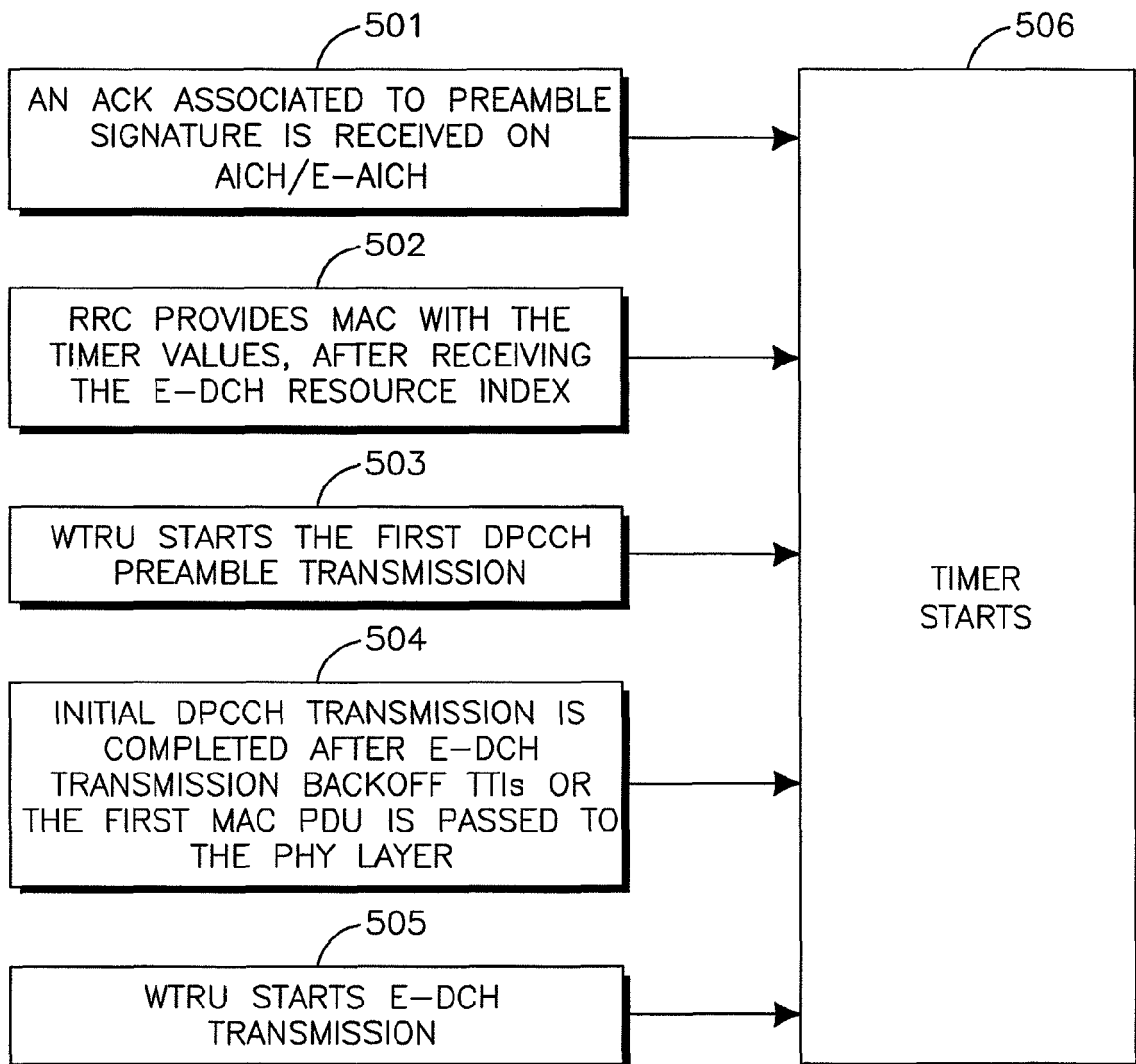 501
AN ACK ASSOCIATED TO PREAMBLE
SIGNATURE IS RECEIVED ON
AICH/E-AICH
502
RRC PROVIDES MAC WITH THE
TIMER VALUES, AFTER RECEIVING
THE E-DCH RESOURCE INDEX
503
WTRU STARTS THE FIRST DPCCH
PREAMBLE TRANSMISSION
504
INITIAL DPCCH TRANSMISSION IS
COMPLETED AFTER E-DCH
TRANSMISSION BACKOFF TTIs OR
THE FIRST MAC PDU IS PASSED TO
THE PHY LAYER
505
WTRU STARTS E-DCH
TRANSMISSION
506
TIMER
STARTS